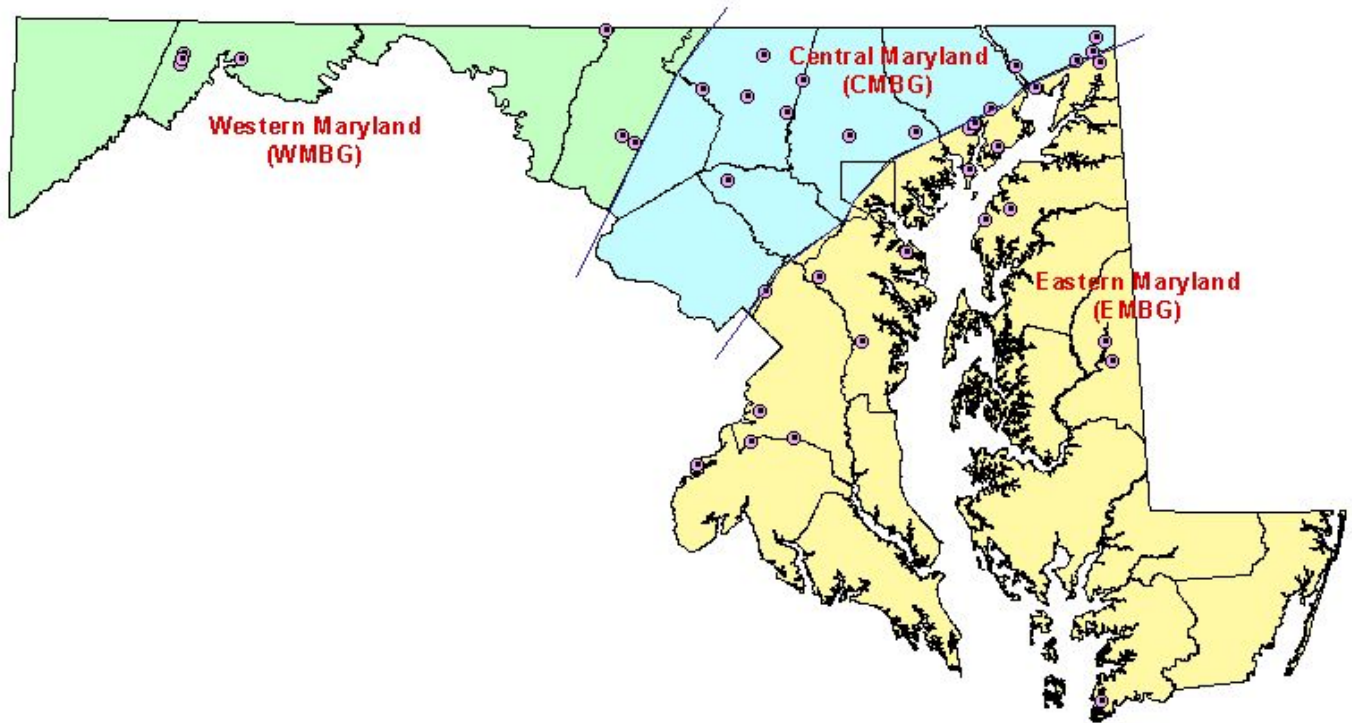 Western Maryland
(WMBG)
Central Maryland
(CMBG)
Eastern Maryland
(EMBG)